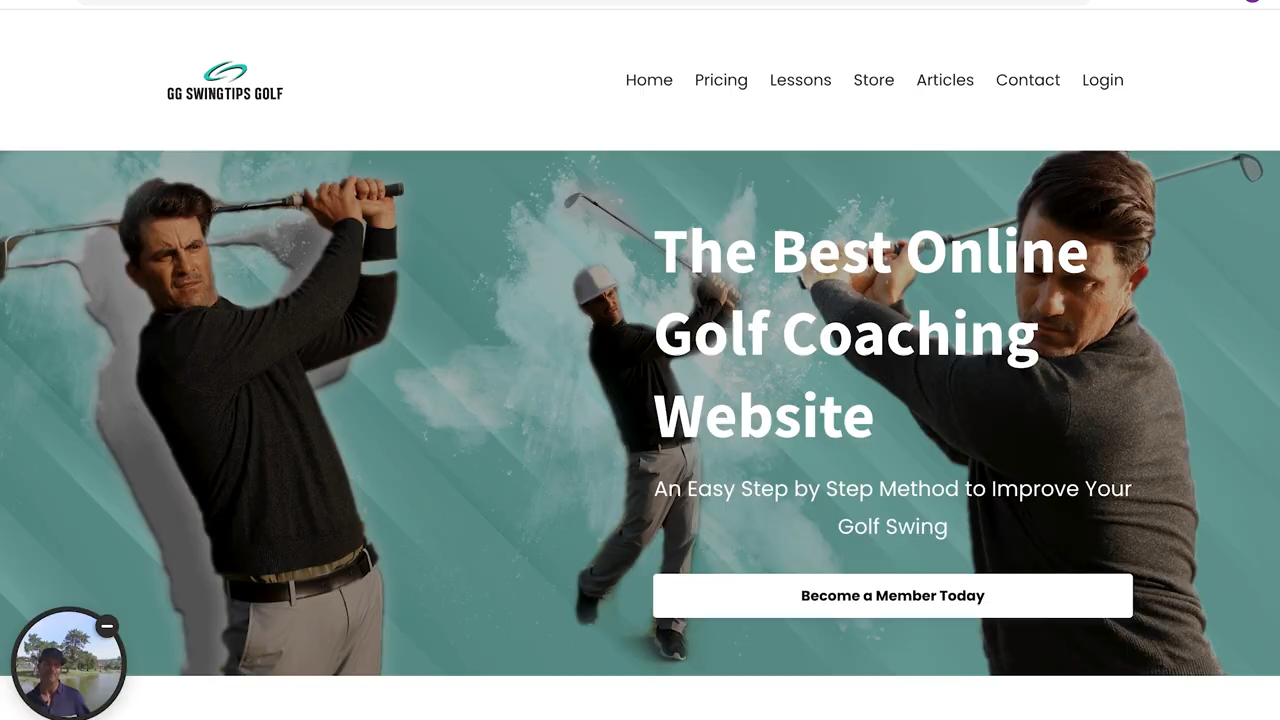 GG SWINGTIPS GOLF
Home Pricing Lessons Store Articles Contact Login
The Best Online
Golf Coaching
Website
An Easy Step by Step Method to Improve Your
Golf Swing
Become a Member Today